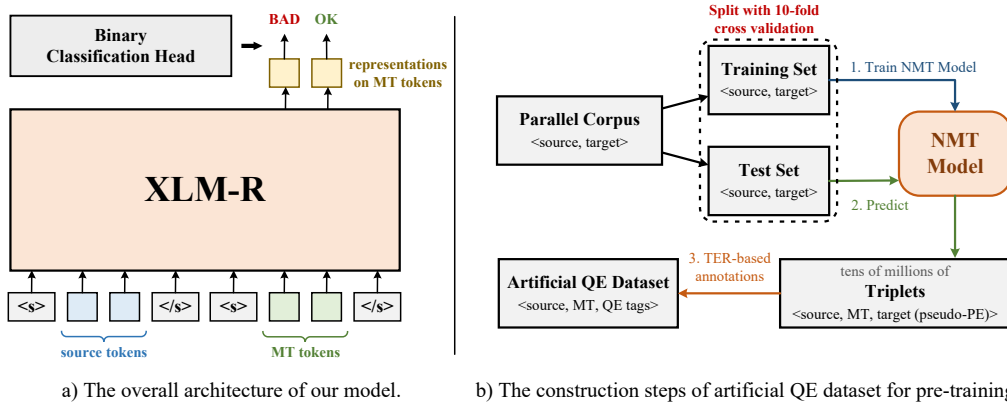 Binary
Classification Head
BAD OK
representations
on MT tokens
XLM-R
<s> </s> <s> </s>
source tokens MT tokens
a) The overall architecture of our model.
Split with 10-fold
cross validation
Training Set
<source, target>
1. Train NMT Model
Parallel Corpus
<source, target>
NMT
Model
Test Set
<source, target>
2. Predict
3. TER-based
annotations
Artificial QE Dataset
<source, MT, QE tags>
tens of millions of
Triplets
<source, MT, target (pseudo-PE)>
b) The construction steps of artificial QE dataset for pre-training